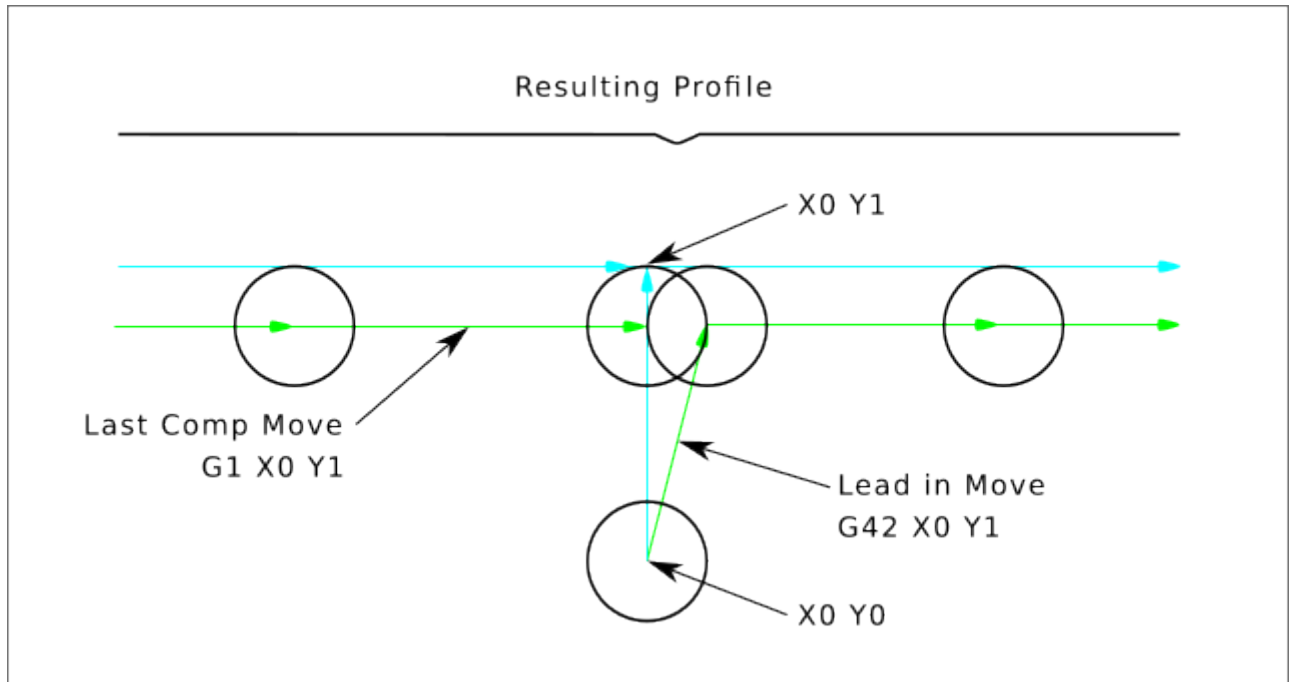 Resulting Profile
X0 Y1
Last Comp Move
G1 X0 Y1
Lead in Move
G42 X0 Y1
X0 Y0